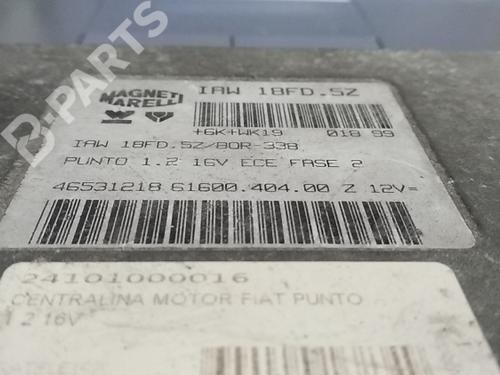 B-PARTS
MAGNETI
MARELLI
IAW 18FD.5Z
+6K+WK19 018 99
IAW 18FD.5Z/BOR-338
PUNTO 1.2 16V ECE FASE 2
46531218 61600.404.00 Z 12V=
24101000016
CENTRALINA MOTOR FIAT PUNTO
1 2 16V